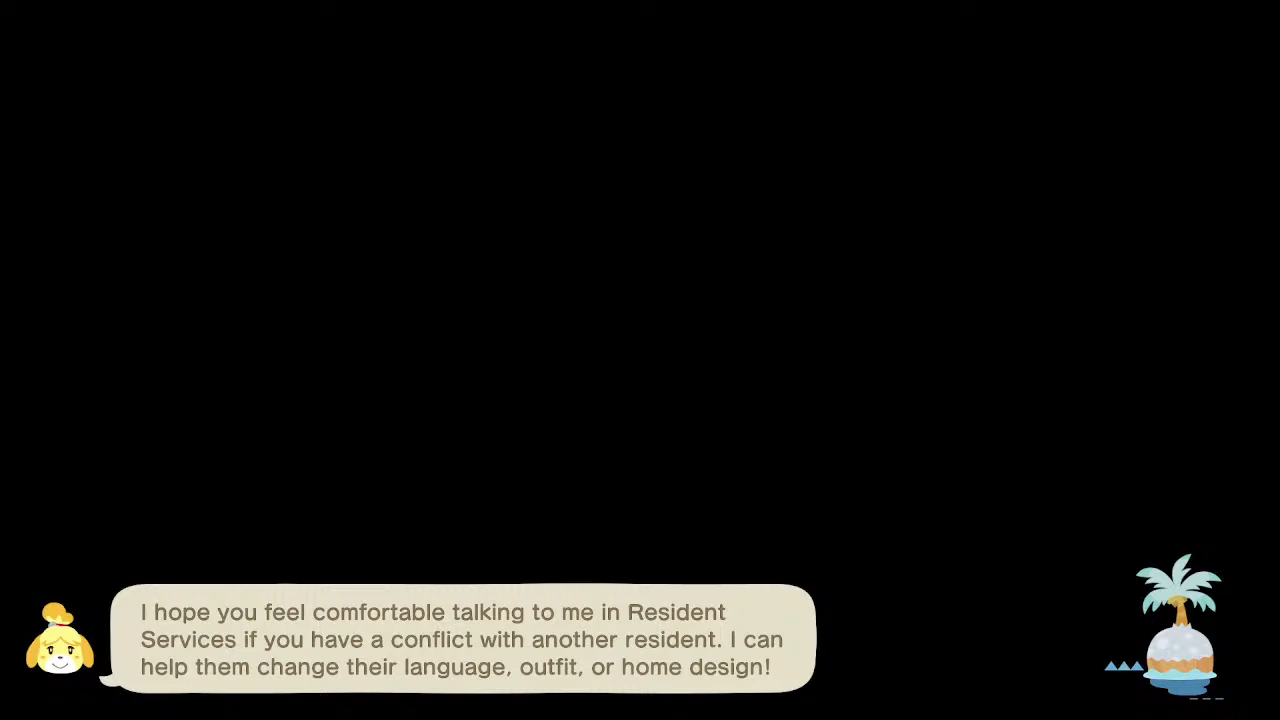 I hope you feel comfortable talking to me in Resident
Services if you have a conflict with another resident. I can
help them change their language, outfit, or home design!